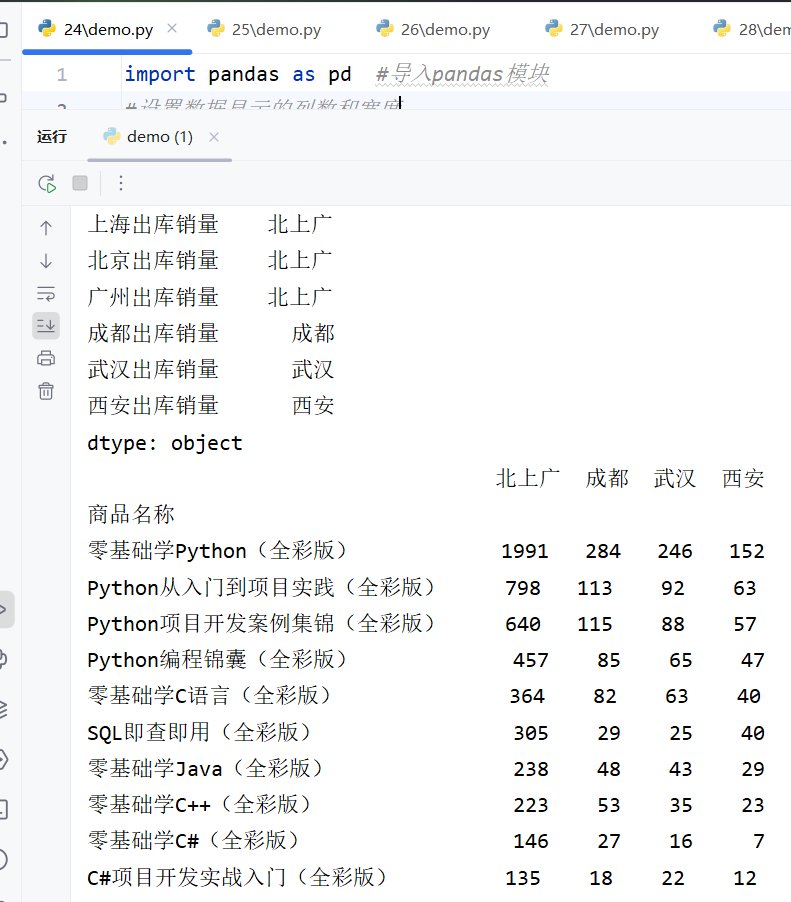 24\demo.py 25\demo.py 26\demo.py 27\demo.py 28\dem
1 import pandas as pd #导入pandas模块
2 #设置数据显示的列数和宽度
运行 demo (1)
上海出库销量 北上广
北京出库销量 北上广
广州出库销量 北上广
成都出库销量 成都
武汉出库销量 武汉
西安出库销量 西安
dtype: object
北上广 成都 武汉 西安
商品名称
零基础学Python（全彩版） 1991 284 246 152
Python从入门到项目实践（全彩版） 798 113 92 63
Python项目开发案例集锦（全彩版） 640 115 88 57
Python编程锦囊（全彩版） 457 85 65 47
零基础学C语言（全彩版） 364 82 63 40
SQL即查即用（全彩版） 305 29 25 40
零基础学Java（全彩版） 238 48 43 29
零基础学C++（全彩版） 223 53 35 23
零基础学C#（全彩版） 146 27 16 7
C#项目开发实战入门（全彩版） 135 18 22 12